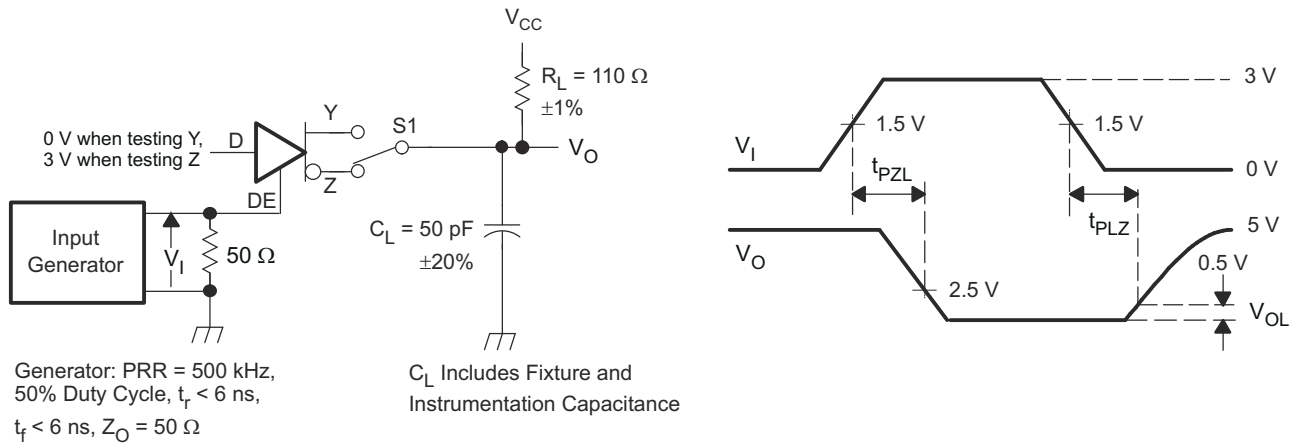 V_CC
R_L = 110 Ω
±1%
0 V when testing Y,
3 V when testing Z
D
Y
Z
S1
DE
V_O
Input
Generator
V_I
50 Ω
C_L = 50 pF
±20%
Generator: PRR = 500 kHz,
50% Duty Cycle, t_r < 6 ns,
t_f < 6 ns, Z_O = 50 Ω
C_L Includes Fixture and
Instrumentation Capacitance
3 V
1.5 V
1.5 V
V_I
0 V
t_PZL
t_PLZ
V_O
5 V
0.5 V
2.5 V
V_OL